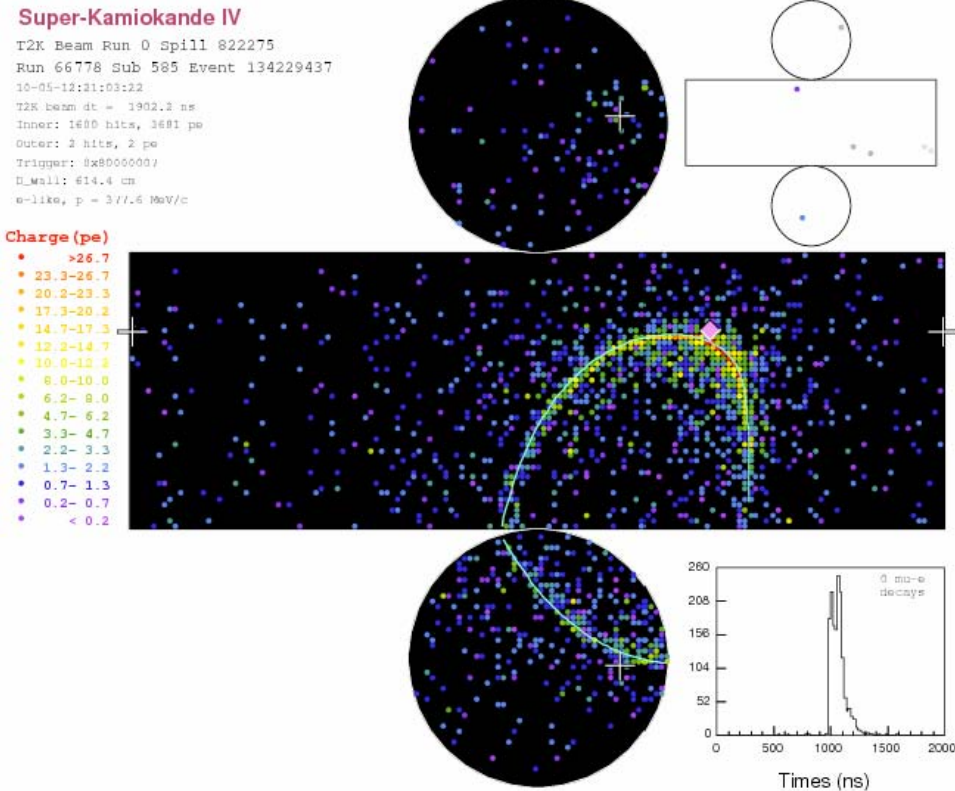 Super-Kamiokande IV
T2K Beam Run 0 Spill 822275
Run 66778 Sub 585 Event 134229437
10-05-12:21:03:22
T2K beam dt = 1902.2 ns
Inner: 1600 hits, 3681 pe
Outer: 2 hits, 2 pe
Trigger: 0x80000007
D_wall: 614.4 cm
e-like, p = 377.6 MeV/c
Charge(pe)
>26.7
23.3-26.7
20.2-23.3
17.3-20.2
14.7-17.3
12.2-14.7
10.0-12.2
8.0-10.0
6.2- 8.0
4.7- 6.2
3.3- 4.7
2.2- 3.3
1.3- 2.2
0.7- 1.3
0.2- 0.7
< 0.2
0 mu-e
decays
260
208
156
104
52
0
0 500 1000 1500 2000
Times (ns)